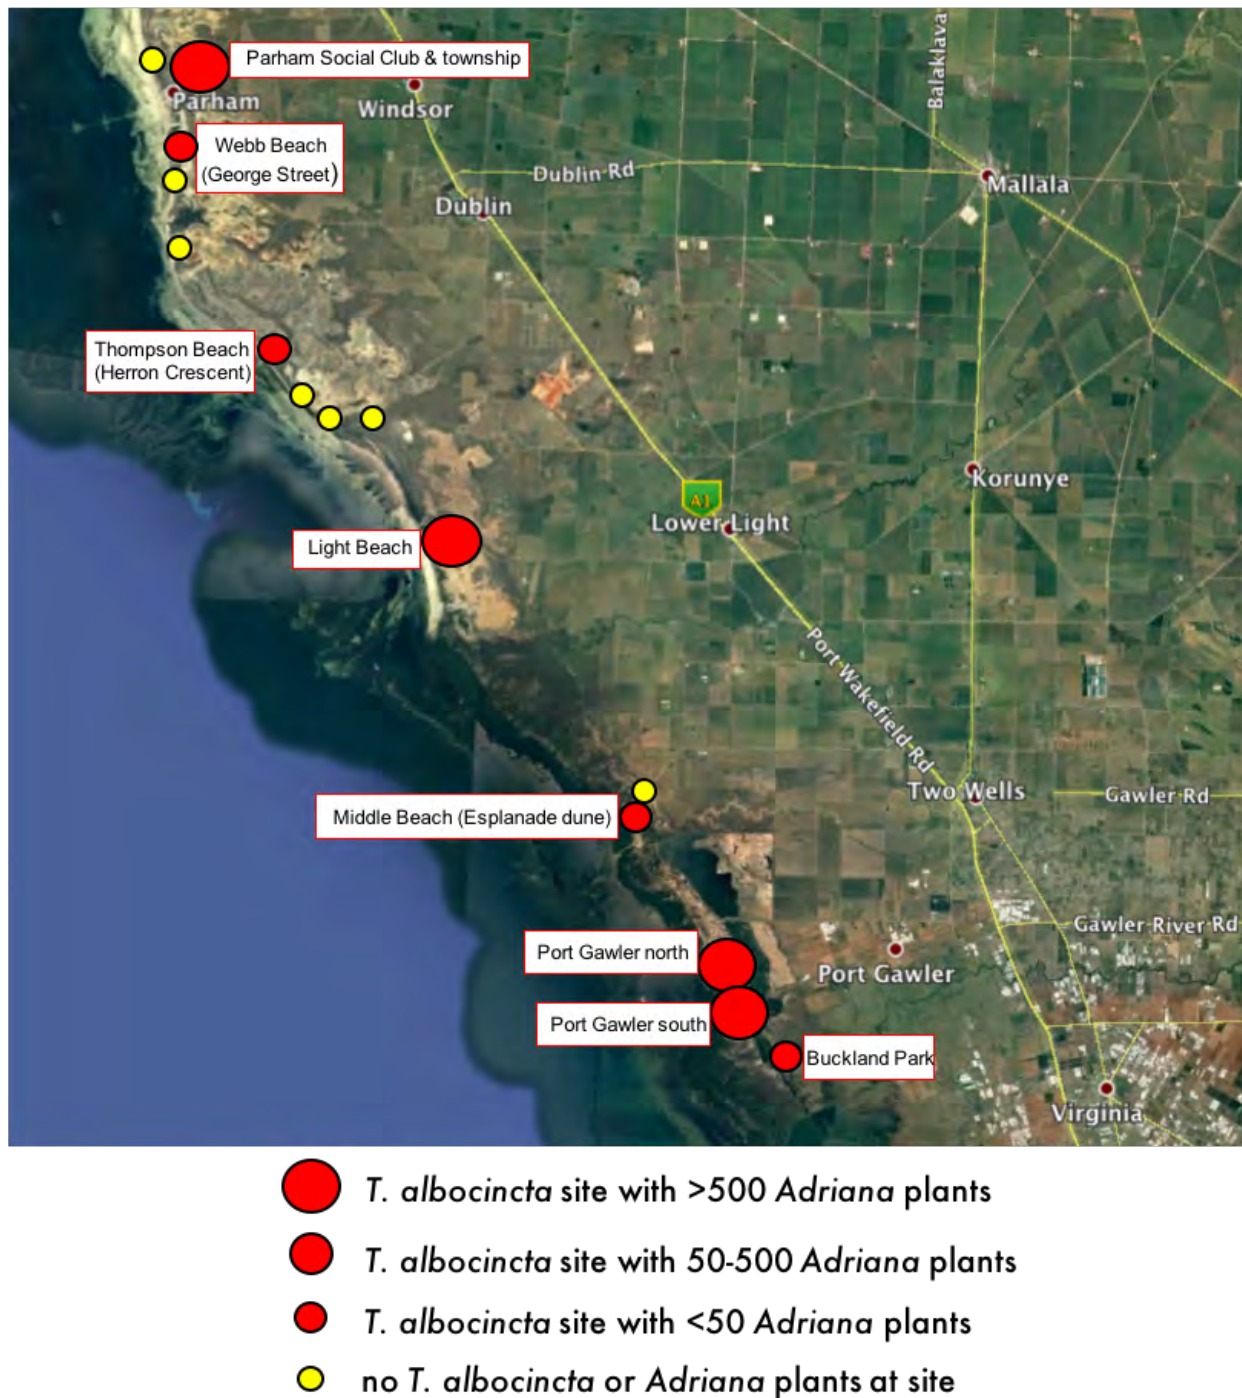 Parham Social Club & township
Parham
Windsor
Balaklava
Webb Beach
(George Street)
Dublin Rd
Mallala
Dublin
Thompson Beach
(Herron Crescent)
A1
Lower Light
Korunye
Light Beach
Port Wakefield Rd
Two Wells
Gawler Rd
Middle Beach (Esplanade dune)
Gawler River Rd
Port Gawler north
Port Gawler
Port Gawler south
Buckland Park
Virginia
T. albocincta site with >500 Adriana plants
T. albocincta site with 50-500 Adriana plants
T. albocincta site with <50 Adriana plants
no T. albocincta or Adriana plants at site